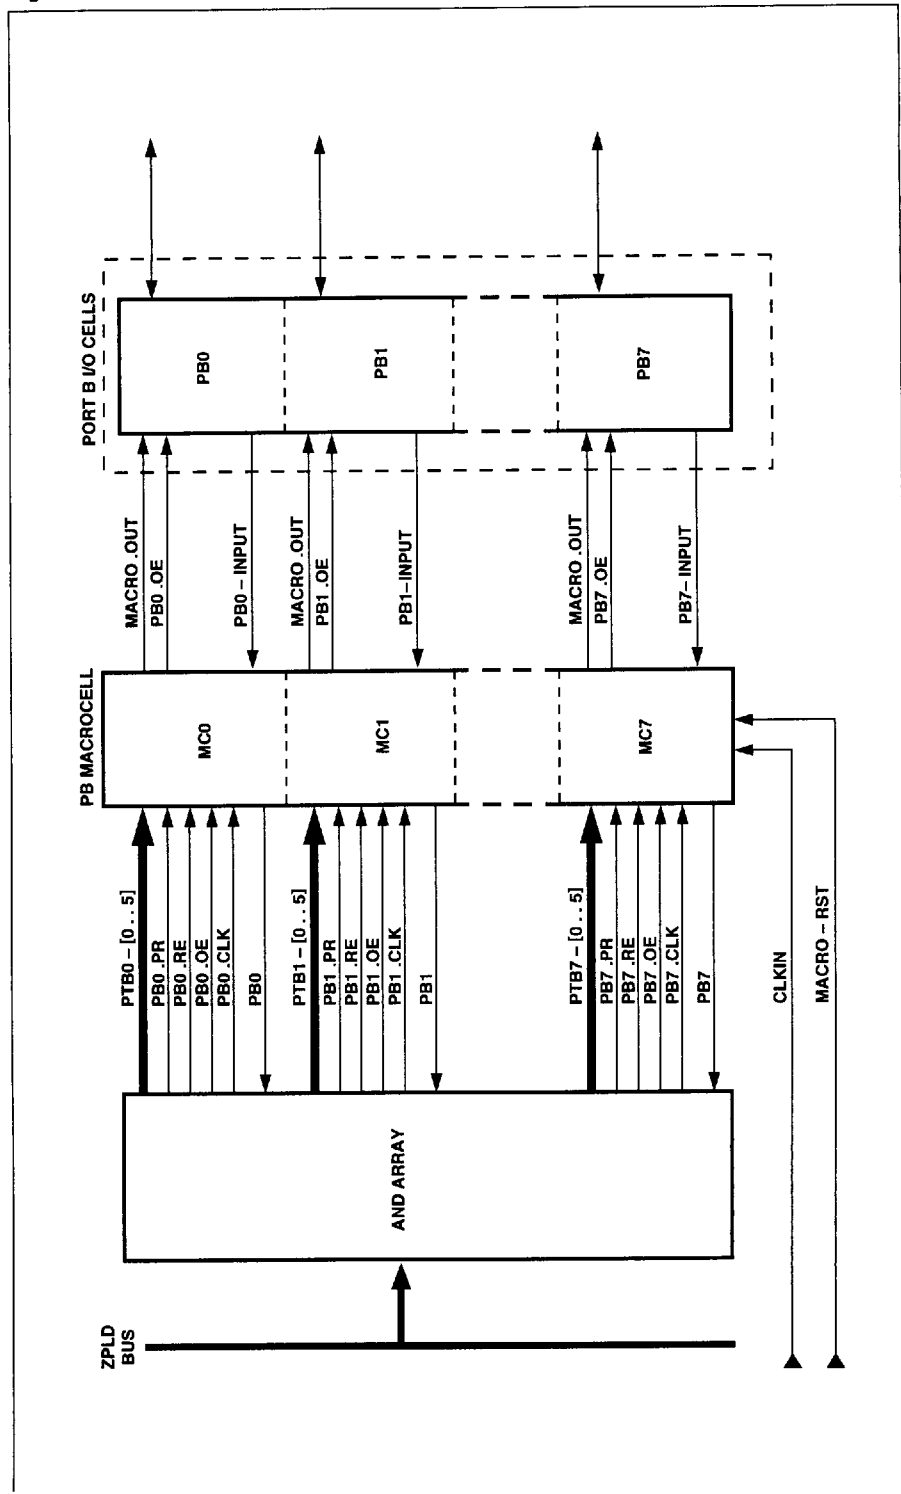 ZPLD
BUS
AND ARRAY
PTB0 – [0 . . 5]
PB0 .PR
PB0 .RE
PB0 .OE
PB0 .CLK
PB0
PTB1 – [0 . . 5]
PB1 .PR
PB1 .RE
PB1 .OE
PB1 .CLK
PB1
PTB7 – [0 . . 5]
PB7 .PR
PB7 .RE
PB7 .OE
PB7 .CLK
PB7
CLKIN
MACRO – RST
PB MACROCELL
MC0
MC1
MC7
MACRO .OUT
PB0 .OE
PB0 – INPUT
MACRO .OUT
PB1 .OE
PB1– INPUT
MACRO .OUT
PB7 .OE
PB7– INPUT
PORT B I/O CELLS
PB0
PB1
PB7